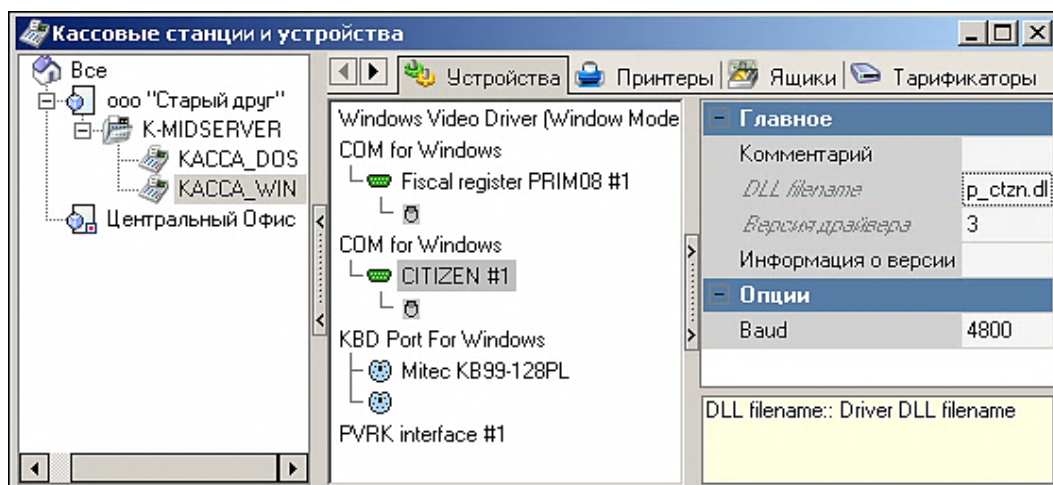 Кассовые станции и устройства
Все
ооо "Старый друг"
K-MIDSERVER
KACCA_DOS
KACCA_WIN
Центральный Офис
Устройства
Принтеры
Ящики
Тарификаторы
Windows Video Driver (Window Mode
COM for Windows
Fiscal register PRIM08 #1
COM for Windows
CITIZEN #1
KBD Port For Windows
Mitec KB99-128PL
PVRK interface #1
Главное
Комментарий
DLL filename p_ctzn.dl
Версия драйвера 3
Информация о версии
Опции
Baud 4800
DLL filename:: Driver DLL filename